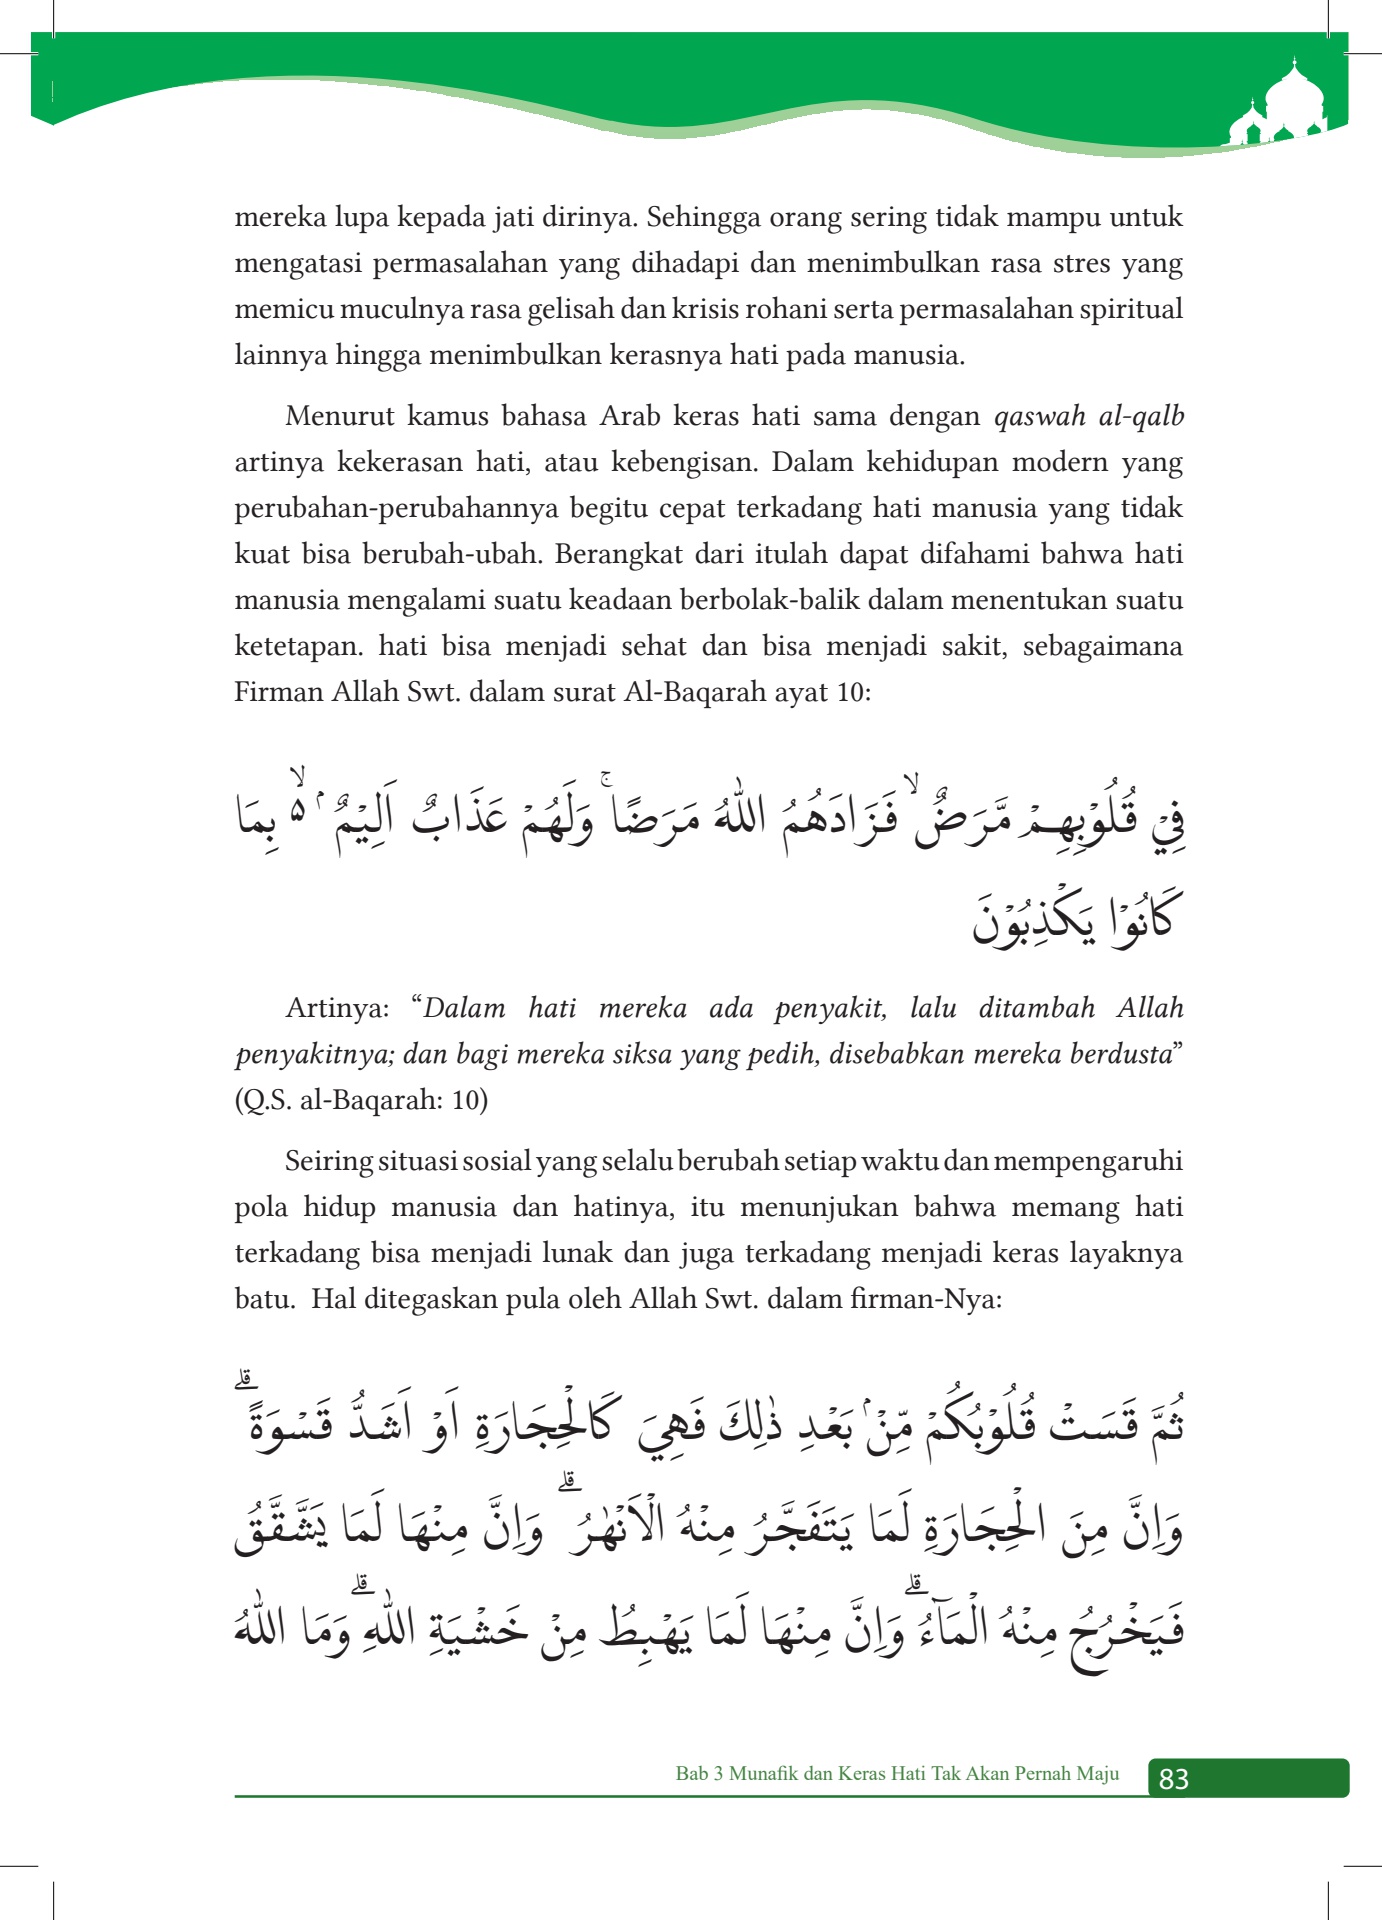 mereka lupa kepada jati dirinya. Sehingga orang sering tidak mampu untuk
mengatasi permasalahan yang dihadapi dan menimbulkan rasa stres yang
memicu muculnya rasa gelisah dan krisis rohani serta permasalahan spiritual
lainnya hingga menimbulkan kerasnya hati pada manusia.
Menurut kamus bahasa Arab keras hati sama dengan qaswah al-qalb
artinya kekerasan hati, atau kebengisan. Dalam kehidupan modern yang
perubahan-perubahannya begitu cepat terkadang hati manusia yang tidak
kuat bisa berubah-ubah. Berangkat dari itulah dapat difahami bahwa hati
manusia mengalami suatu keadaan berbolak-balik dalam menentukan suatu
ketetapan. hati bisa menjadi sehat dan bisa menjadi sakit, sebagaimana
Firman Allah Swt. dalam surat Al-Baqarah ayat 10:
فِيْ قُلُوْبِهِمْ مَّرَضٌۙ فَزَادَهُمُ اللّٰهُ مَرَضًاۚ وَلَهُمْ عَذَابٌ اَلِيْمٌ ۢ ەۙ بِمَا
كَانُوْا يَكْذِبُوْنَ
Artinya: “Dalam hati mereka ada penyakit, lalu ditambah Allah
penyakitnya; dan bagi mereka siksa yang pedih, disebabkan mereka berdusta”
(Q.S. al-Baqarah: 10)
Seiring situasi sosial yang selalu berubah setiap waktu dan mempengaruhi
pola hidup manusia dan hatinya, itu menunjukan bahwa memang hati
terkadang bisa menjadi lunak dan juga terkadang menjadi keras layaknya
batu. Hal ditegaskan pula oleh Allah Swt. dalam firman-Nya:
ثُمَّ قَسَتْ قُلُوْبُكُمْ مِّنْۢ بَعْدِ ذٰلِكَ فَهِيَ كَالْحِجَارَةِ اَوْ اَشَدُّ قَسْوَةً ۗ
وَاِنَّ مِنَ الْحِجَارَةِ لَمَا يَتَفَجَّرُ مِنْهُ الْاَنْهٰرُ ۗ وَاِنَّ مِنْهَا لَمَا يَشَّقَّقُ
فَيَخْرُجُ مِنْهُ الْمَاۤءُ ۗوَاِنَّ مِنْهَا لَمَا يَهْبِطُ مِنْ خَشْيَةِ اللّٰهِ ۗوَمَا اللّٰهُ
Bab 3 Munafik dan Keras Hati Tak Akan Pernah Maju 83